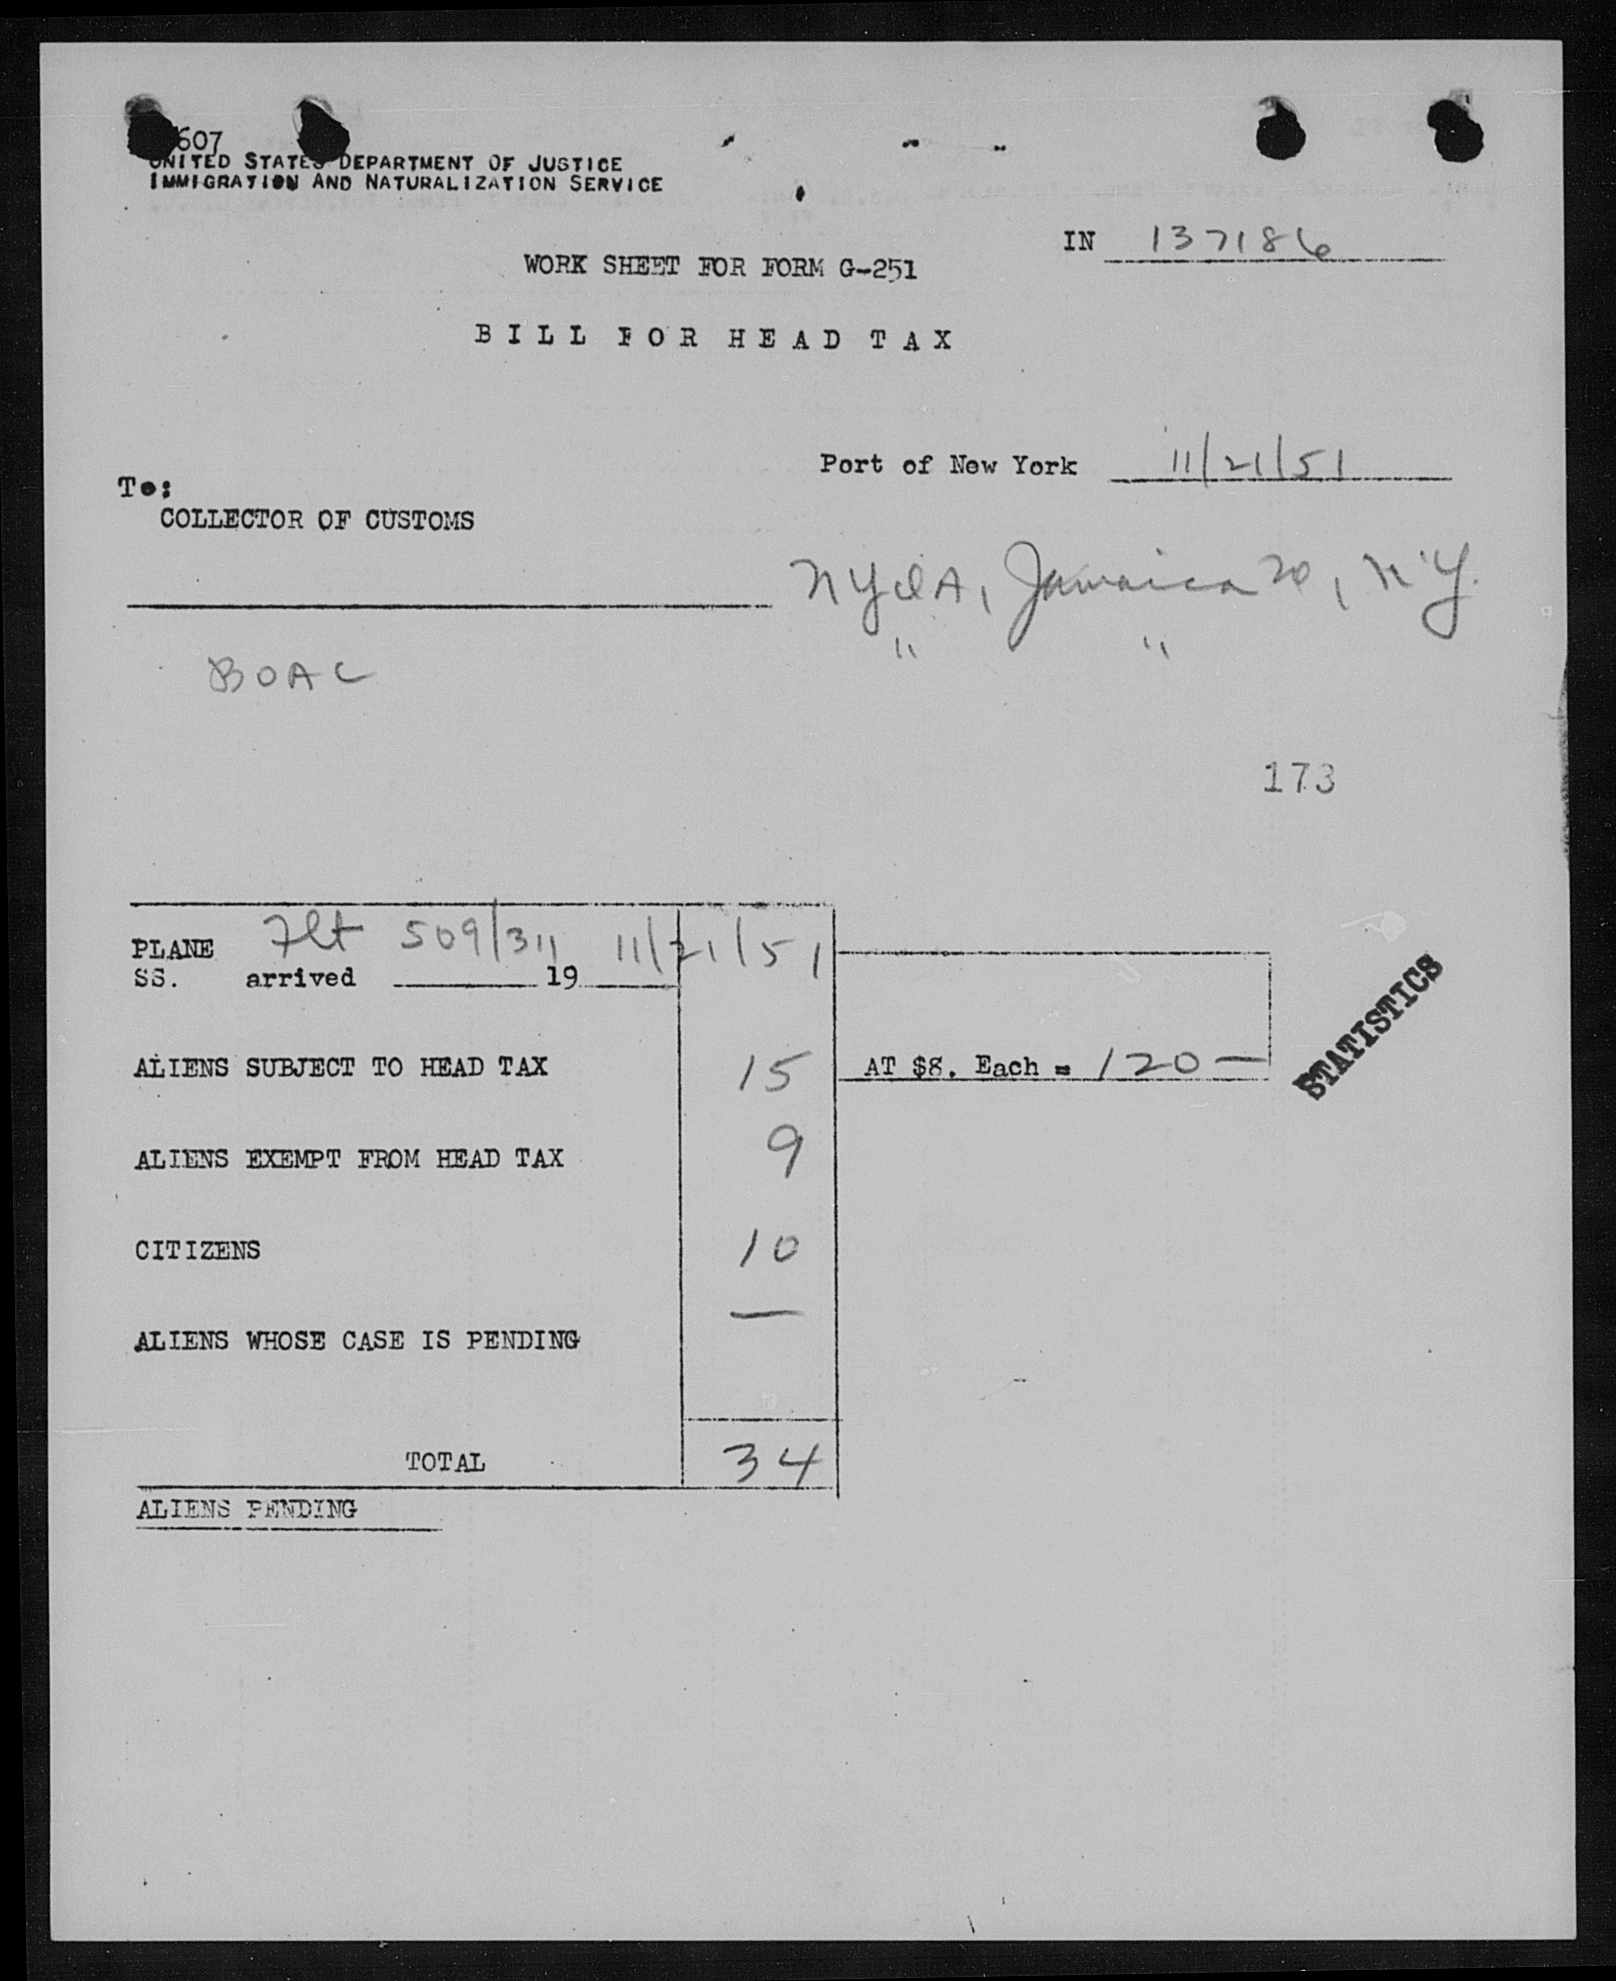 607
UNITED STATES DEPARTMENT OF JUSTICE
IMMIGRATION AND NATURALIZATION SERVICE
IN 137186
WORK SHEET FOR FORM G-251
BILL FOR HEAD TAX
Port of New York 11/21/51
To:
COLLECTOR OF CUSTOMS
NYIA, Jamaica 20, N.Y.
" "
BOAC
173
PLANE Flt 509/311 11/21/51
SS. arrived 19
STATISTICS
ALIENS SUBJECT TO HEAD TAX 15 AT $8. Each = 120 —
ALIENS EXEMPT FROM HEAD TAX 9
CITIZENS 10
ALIENS WHOSE CASE IS PENDING —
TOTAL 34
ALIENS PENDING